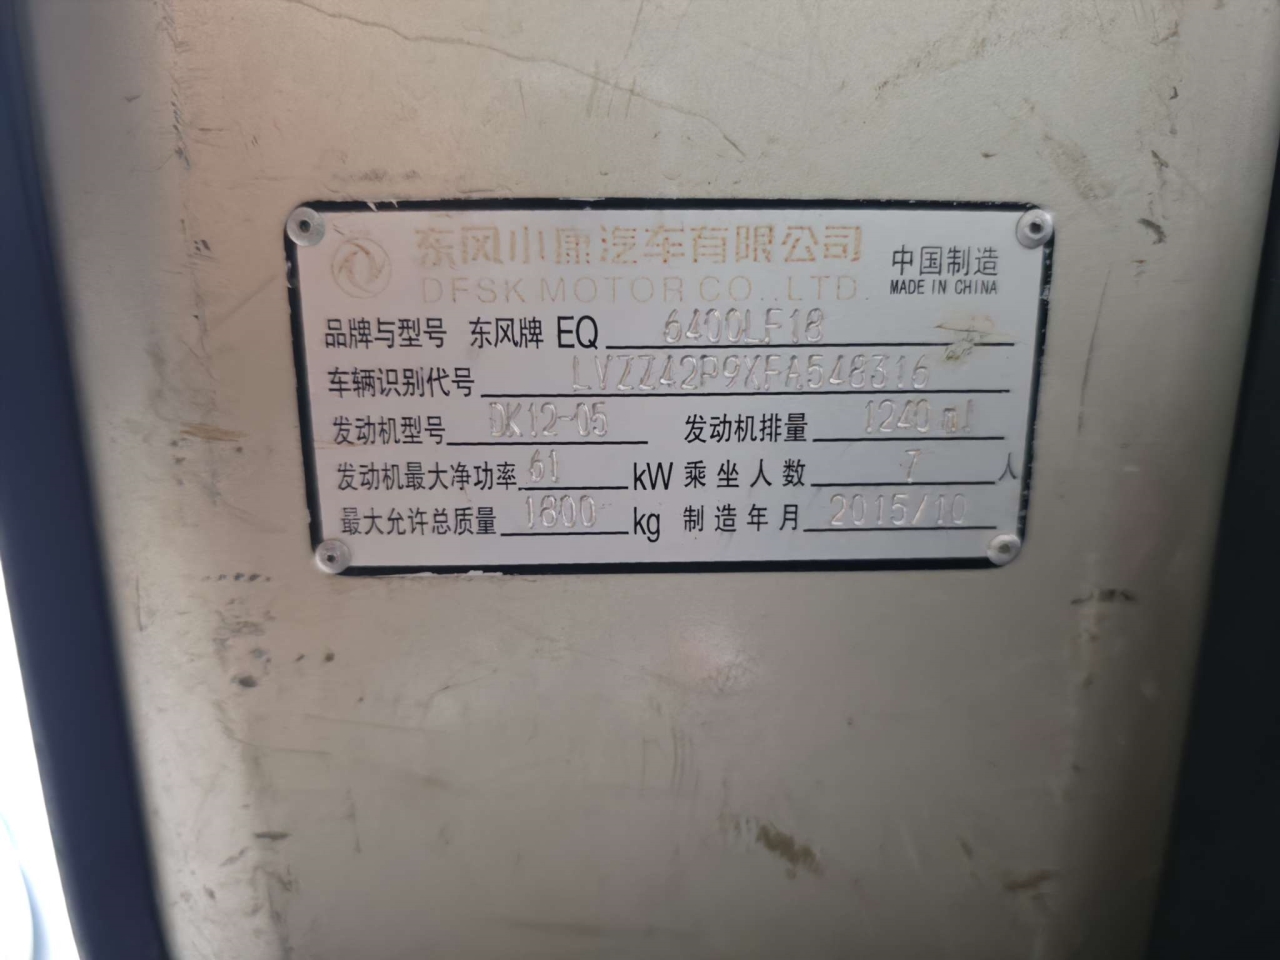 东风小康汽车有限公司 中国制造
DFSK MOTOR CO.,LTD. MADE IN CHINA
品牌与型号 东风牌 EQ 6400LF18
车辆识别代号 LVZZ42P9XFA548316
发动机型号 DK12-05 发动机排量 1240 ml
发动机最大净功率 61 kW 乘坐人数 7 人
最大允许总质量 1800 kg 制造年月 2015/10